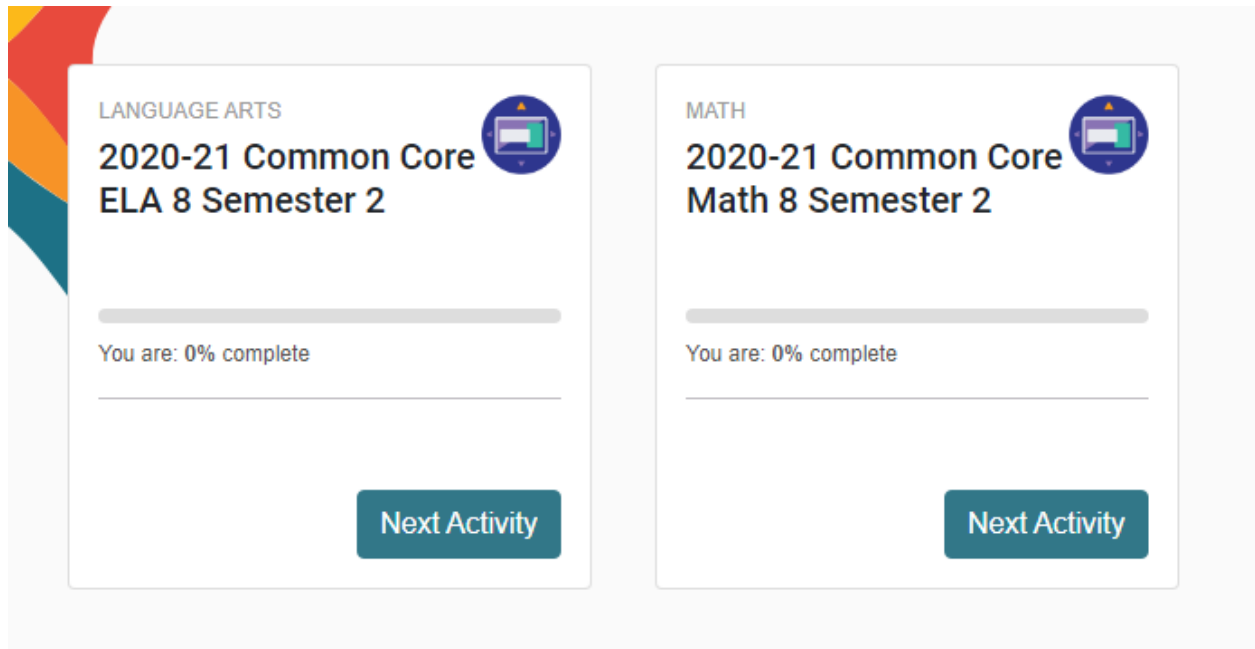 LANGUAGE ARTS
2020-21 Common Core
ELA 8 Semester 2
You are: 0% complete
Next Activity
MATH
2020-21 Common Core
Math 8 Semester 2
You are: 0% complete
Next Activity